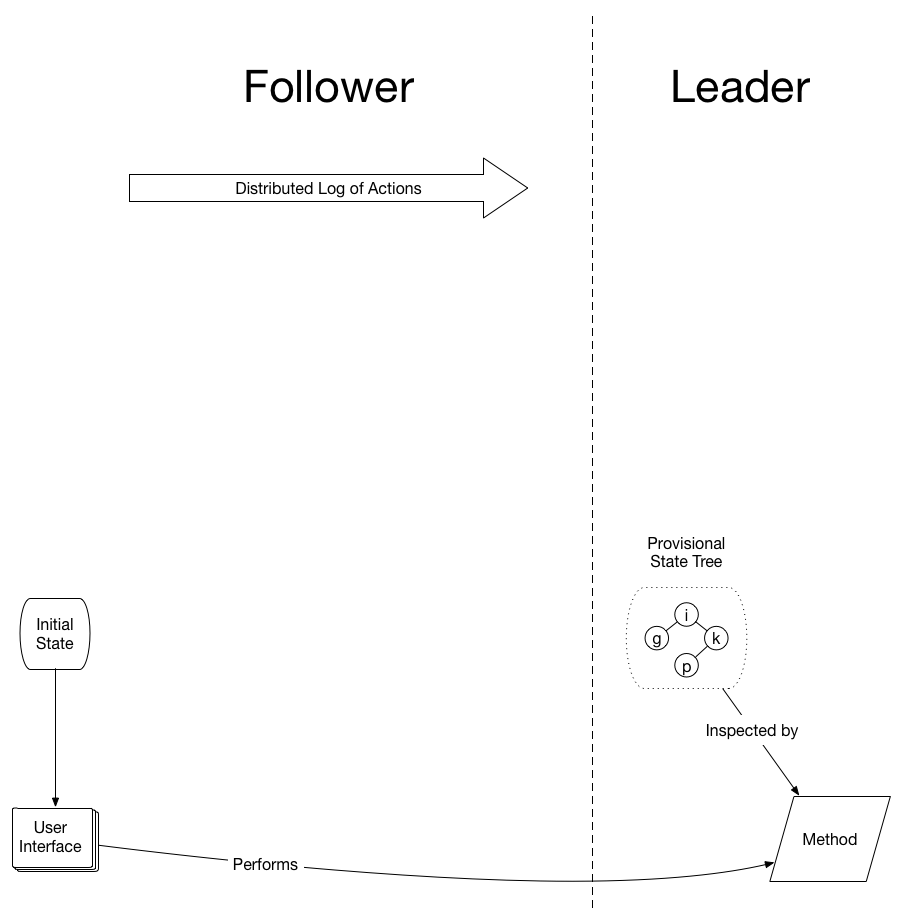 Follower
Leader
Distributed Log of Actions
Provisional
State Tree
i
g
k
p
Initial
State
Inspected by
User
Interface
Method
Performs